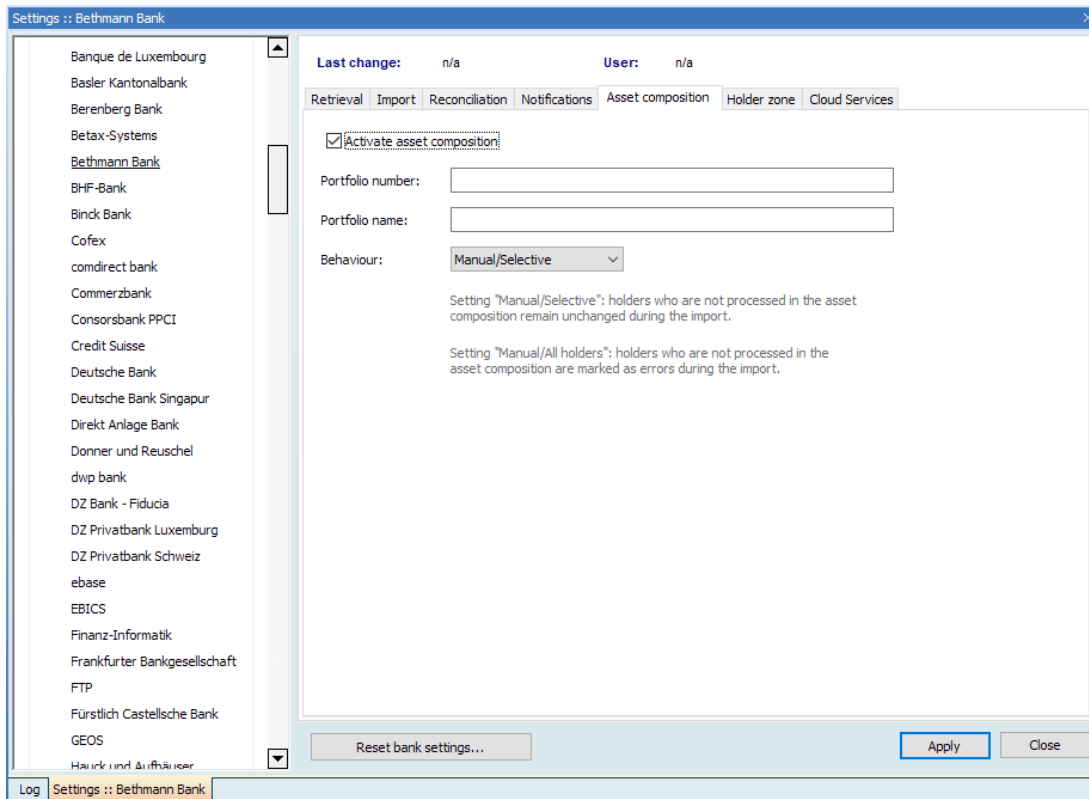 Settings :: Bethmann Bank
Banque de Luxembourg
Basler Kantonalbank
Berenberg Bank
Betax-Systems
Bethmann Bank
BHF-Bank
Binck Bank
Cofex
comdirect bank
Commerzbank
Consorsbank PPCI
Credit Suisse
Deutsche Bank
Deutsche Bank Singapur
Direkt Anlage Bank
Donner und Reuschel
dwp bank
DZ Bank - Fiducia
DZ Privatbank Luxemburg
DZ Privatbank Schweiz
ebase
EBICS
Finanz-Informatik
Frankfurter Bankgesellschaft
FTP
Fürstlich Castellsche Bank
GEOS
Hauck und Aufhäuser
Last change: n/a User: n/a
Retrieval Import Reconciliation Notifications Asset composition Holder zone Cloud Services
Activate asset composition
Portfolio number:
Portfolio name:
Behaviour: Manual/Selective
Setting "Manual/Selective": holders who are not processed in the asset
composition remain unchanged during the import.
Setting "Manual/All holders": holders who are not processed in the
asset composition are marked as errors during the import.
Reset bank settings... Apply Close
Log Settings :: Bethmann Bank